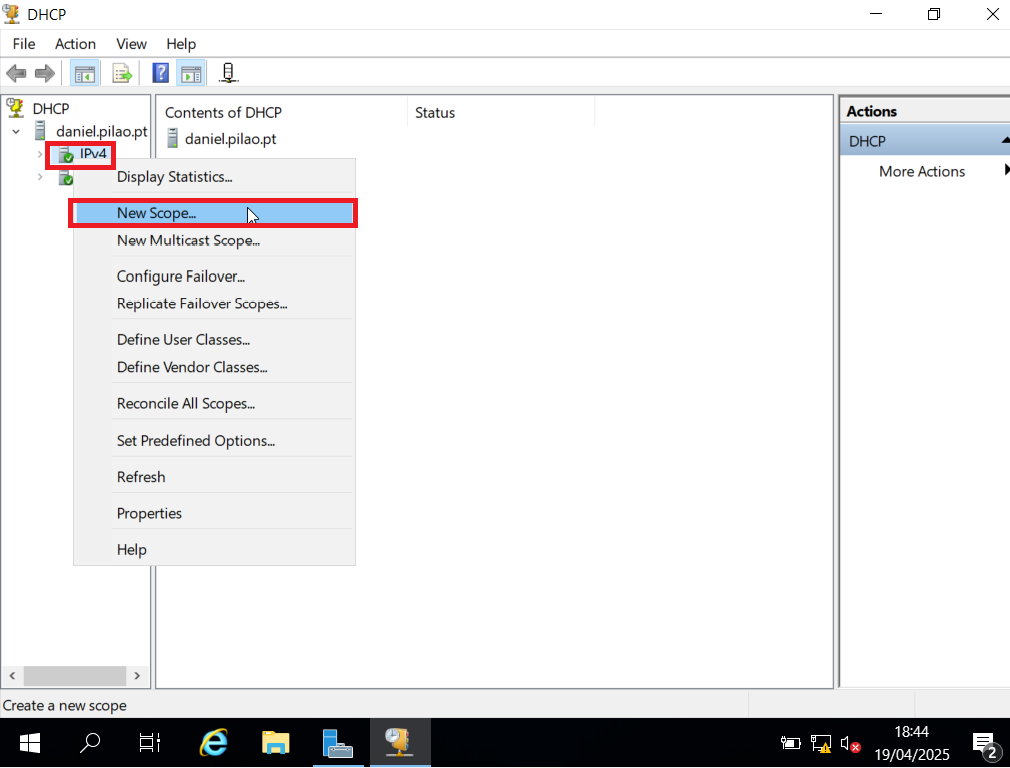 DHCP
File Action View Help
DHCP
daniel.pilao.pt
IPv4
Contents of DHCP Status
daniel.pilao.pt
Actions
DHCP
More Actions
Display Statistics...
New Scope...
New Multicast Scope...
Configure Failover...
Replicate Failover Scopes...
Define User Classes...
Define Vendor Classes...
Reconcile All Scopes...
Set Predefined Options...
Refresh
Properties
Help
Create a new scope
18:44
19/04/2025
2